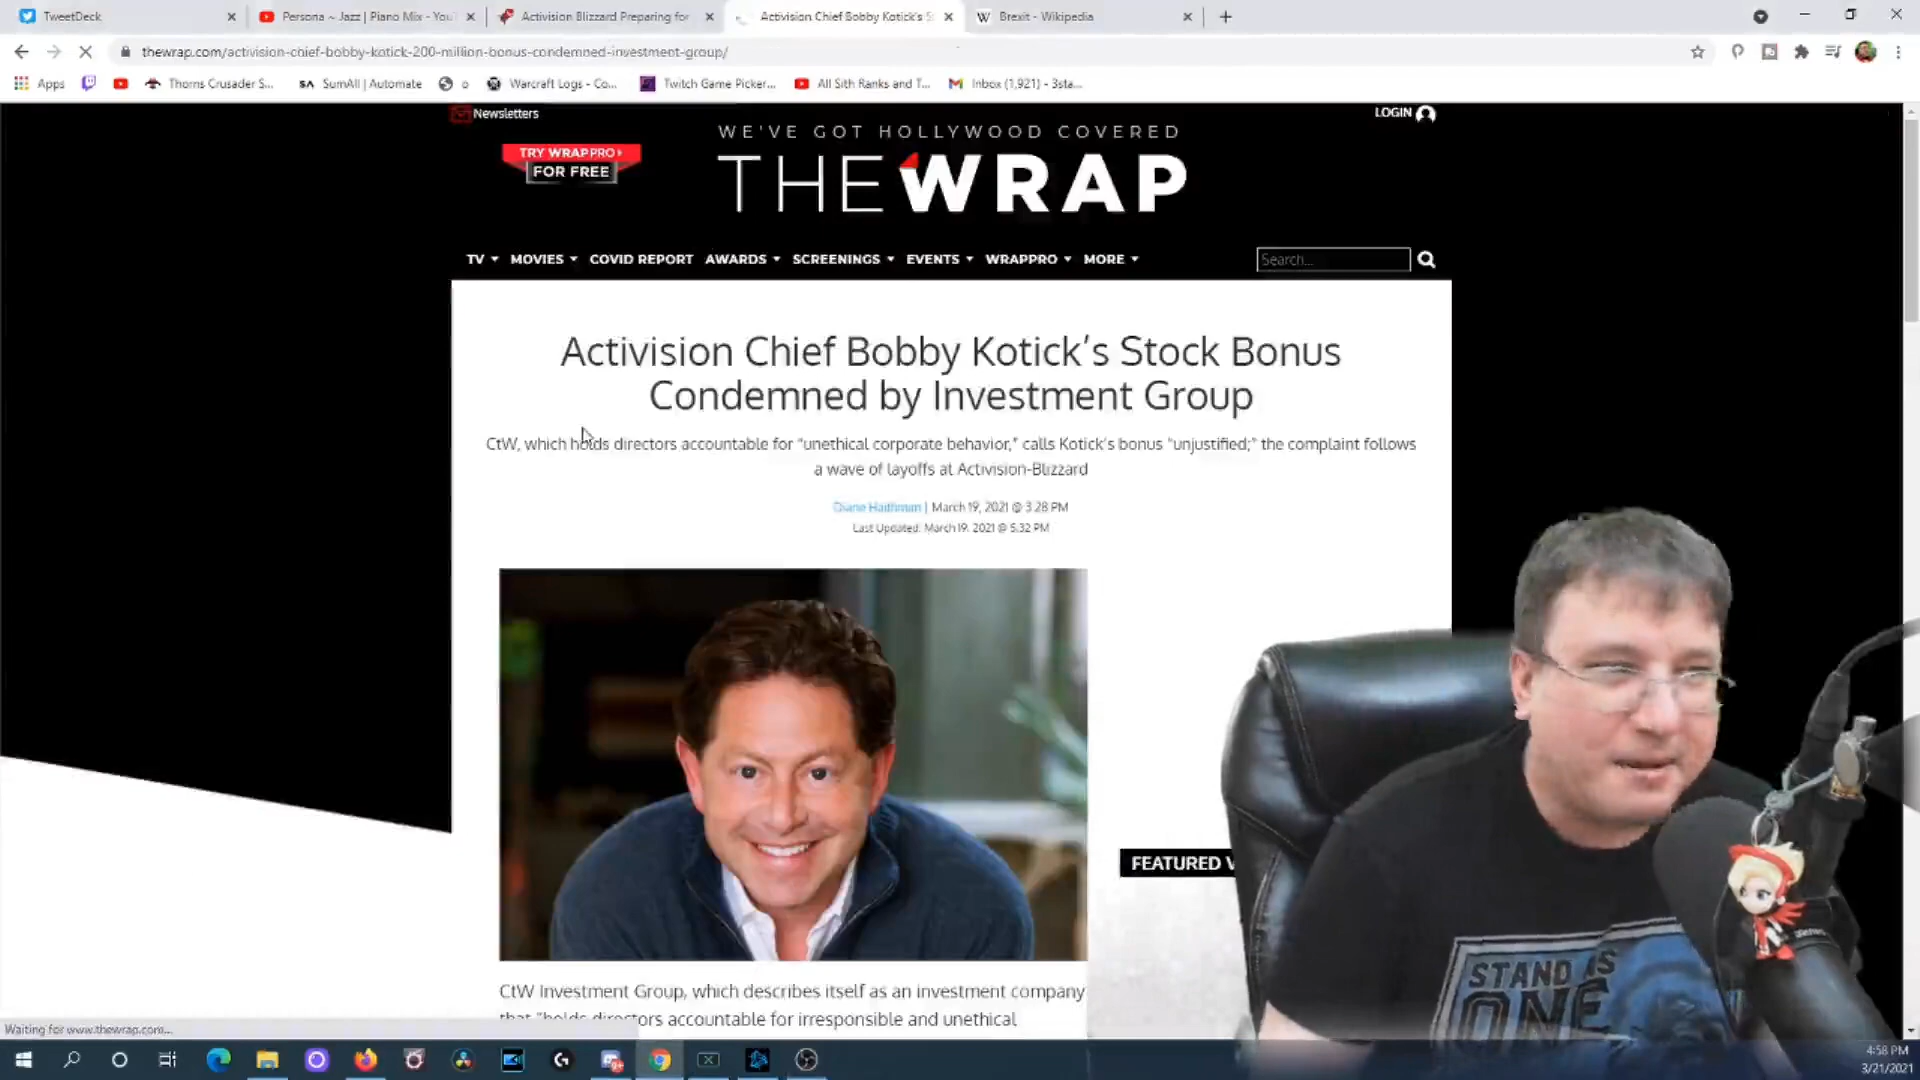 TweetDeck
Persona ~ Jazz | Piano Mix - You
Activision Blizzard Preparing for
Activision Chief Bobby Kotick's S
Brexit - Wikipedia
thewrap.com/activision-chief-bobby-kotick-200-million-bonus-condemned-investment-group/
Apps
Thorns Crusader S...
SA SumAll | Automate
Warcraft Logs - Co...
Twitch Game Picker...
All Sith Ranks and T...
Inbox (1,921) - 3sta...
Newsletters
LOGIN
WE'VE GOT HOLLYWOOD COVERED
TRY WRAPPRO
FOR FREE
THEWRAP
TV MOVIES COVID REPORT AWARDS SCREENINGS EVENTS WRAPPRO MORE
Search...
Activision Chief Bobby Kotick’s Stock Bonus
Condemned by Investment Group
CtW, which holds directors accountable for “unethical corporate behavior,” calls Kotick’s bonus “unjustified;” the complaint follows
a wave of layoffs at Activision-Blizzard
Diane Haithman | March 19, 2021 @ 3:28 PM
Last Updated: March 19, 2021 @ 5:32 PM
FEATURED V
CtW Investment Group, which describes itself as an investment company
that “holds directors accountable for irresponsible and unethical
STAND AS
ONE
Waiting for www.thewrap.com...
4:58 PM
3/21/2021